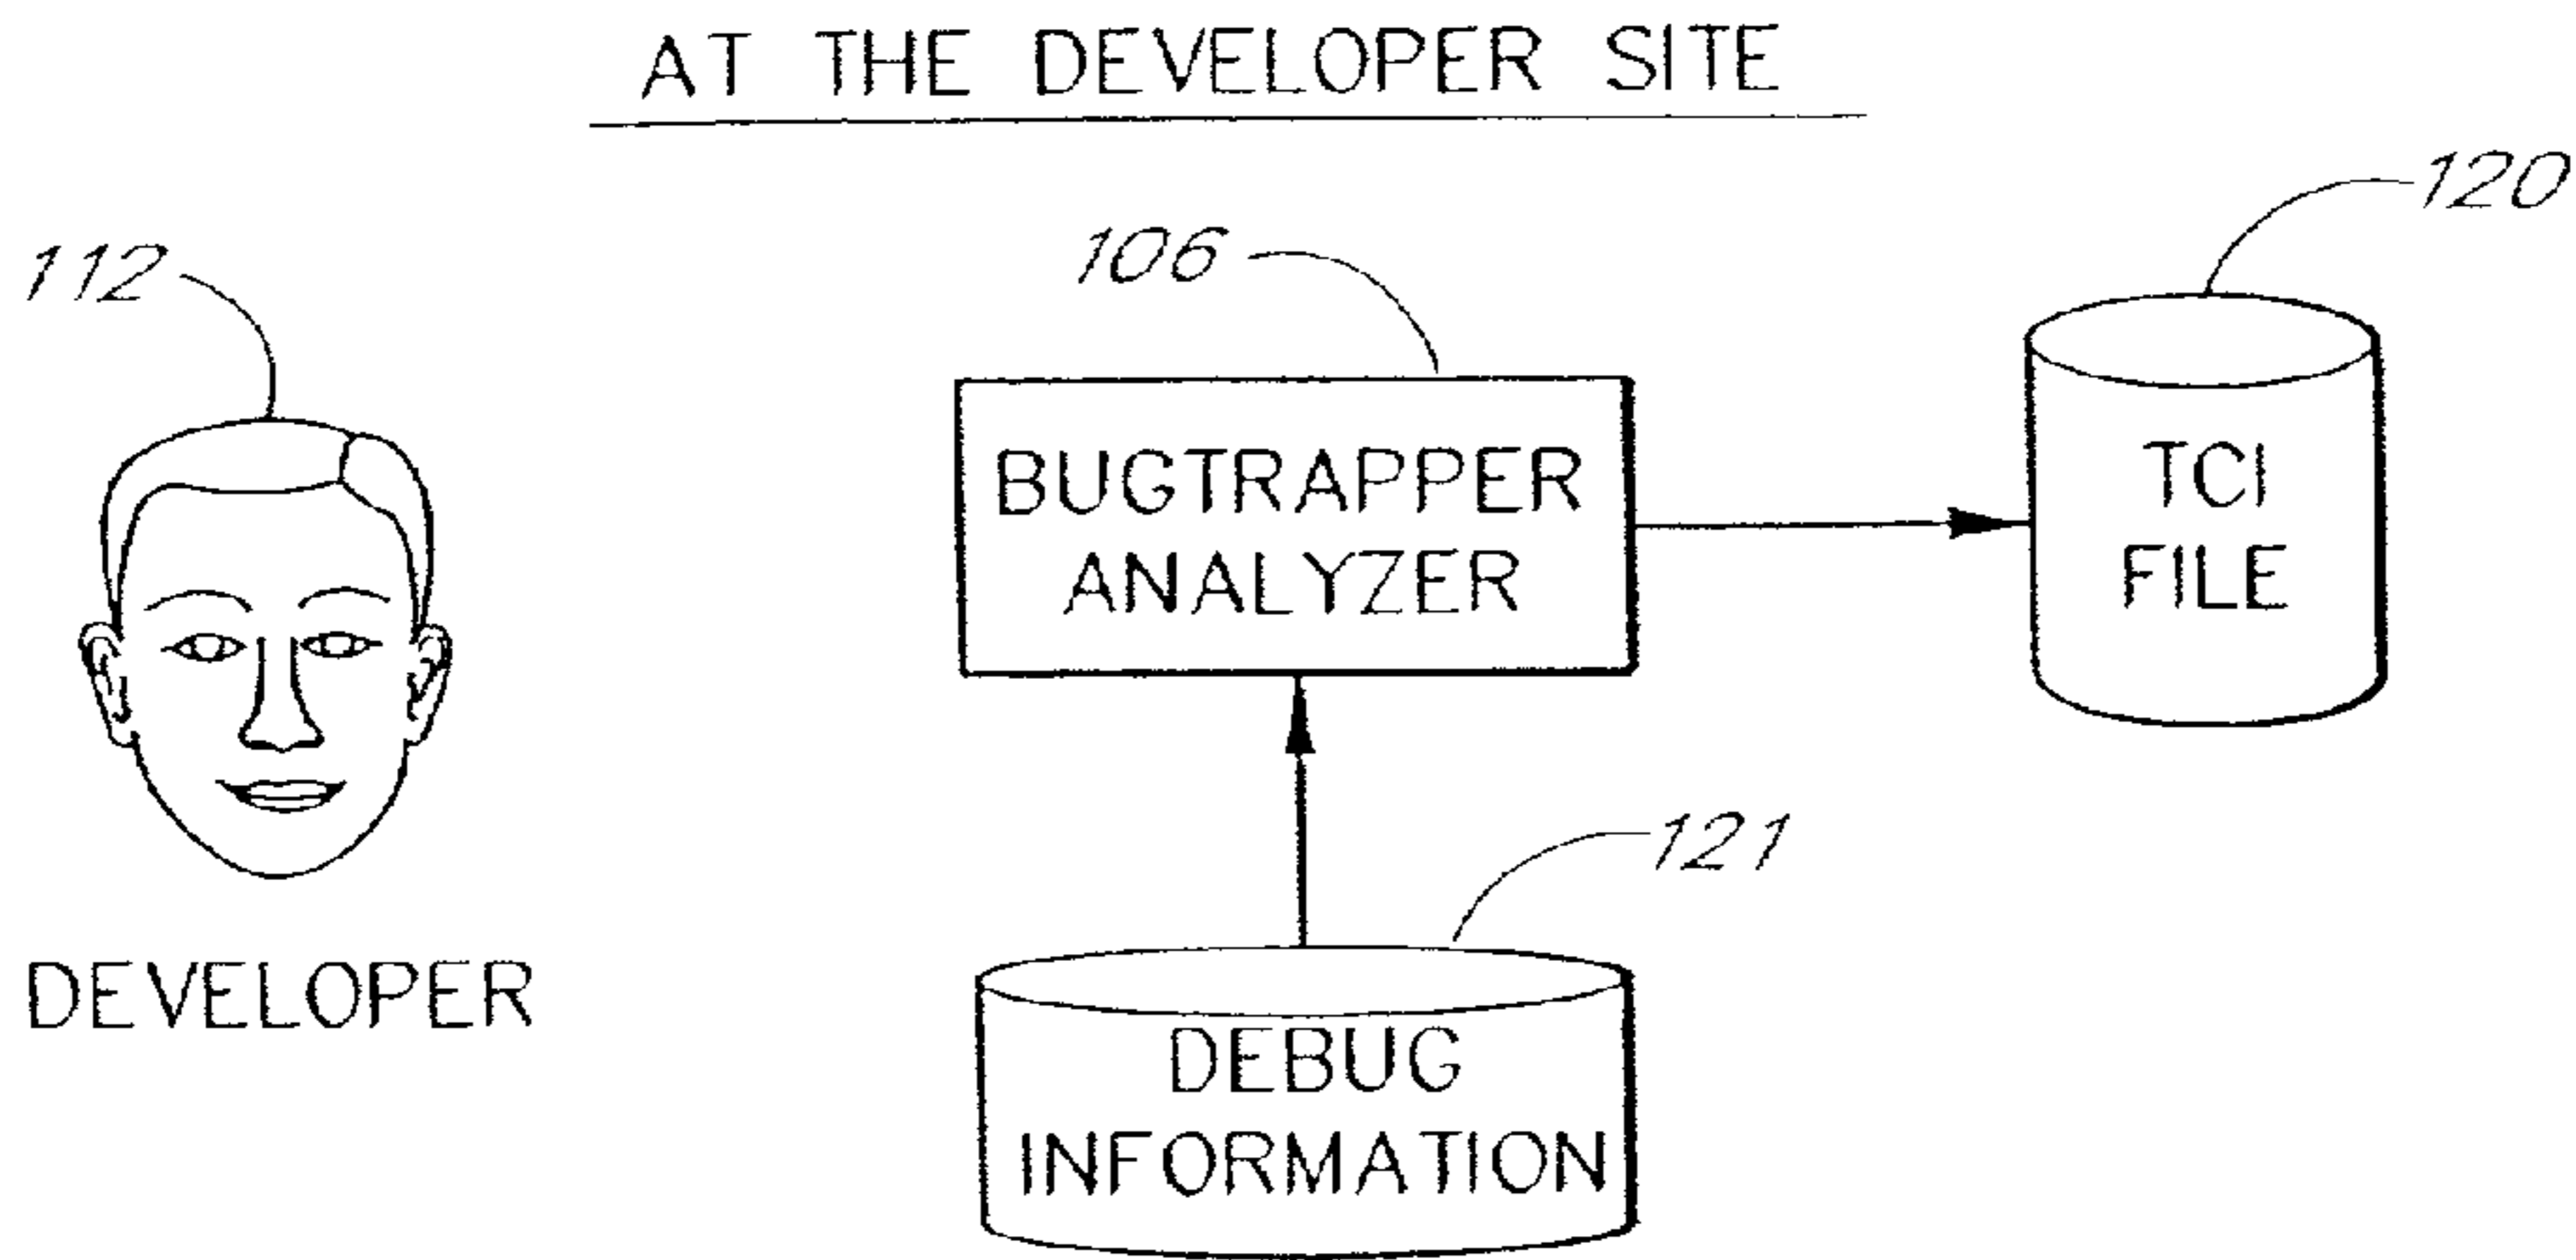 AT THE DEVELOPER SITE
120
112
106
BUGTRAPPER
ANALYZER
TCI
FILE
121
DEVELOPER
DEBUG
INFORMATION